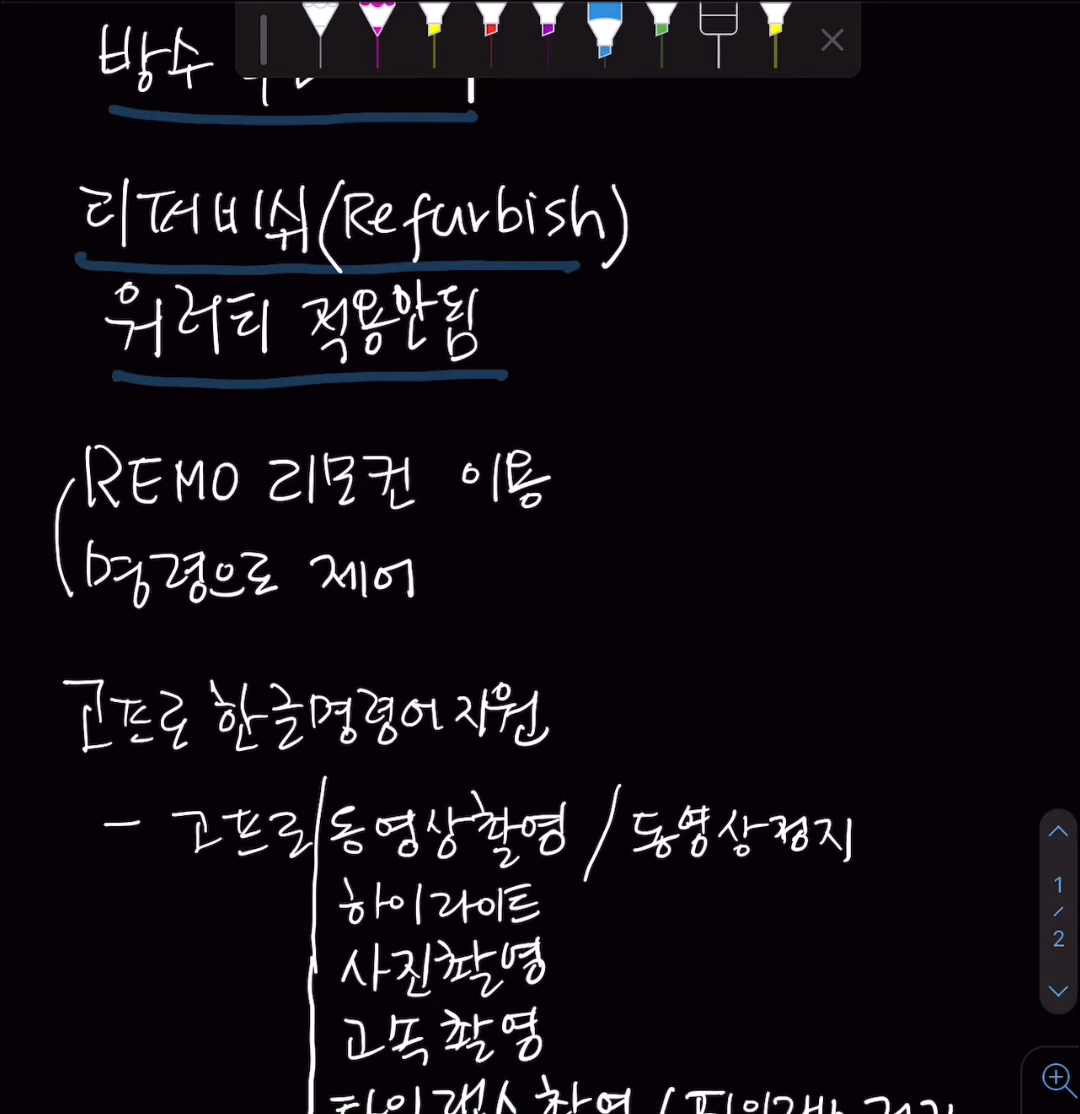 방수
리퍼비쉬(Refurbish)
워러티 적용안됨
REMO 리모컨 이용
명령으로 제어
고프로 한글명령어지원
- 고프로 동영상촬영 / 동영상정지
하이라이트
사진촬영
고속촬영
1
/
2